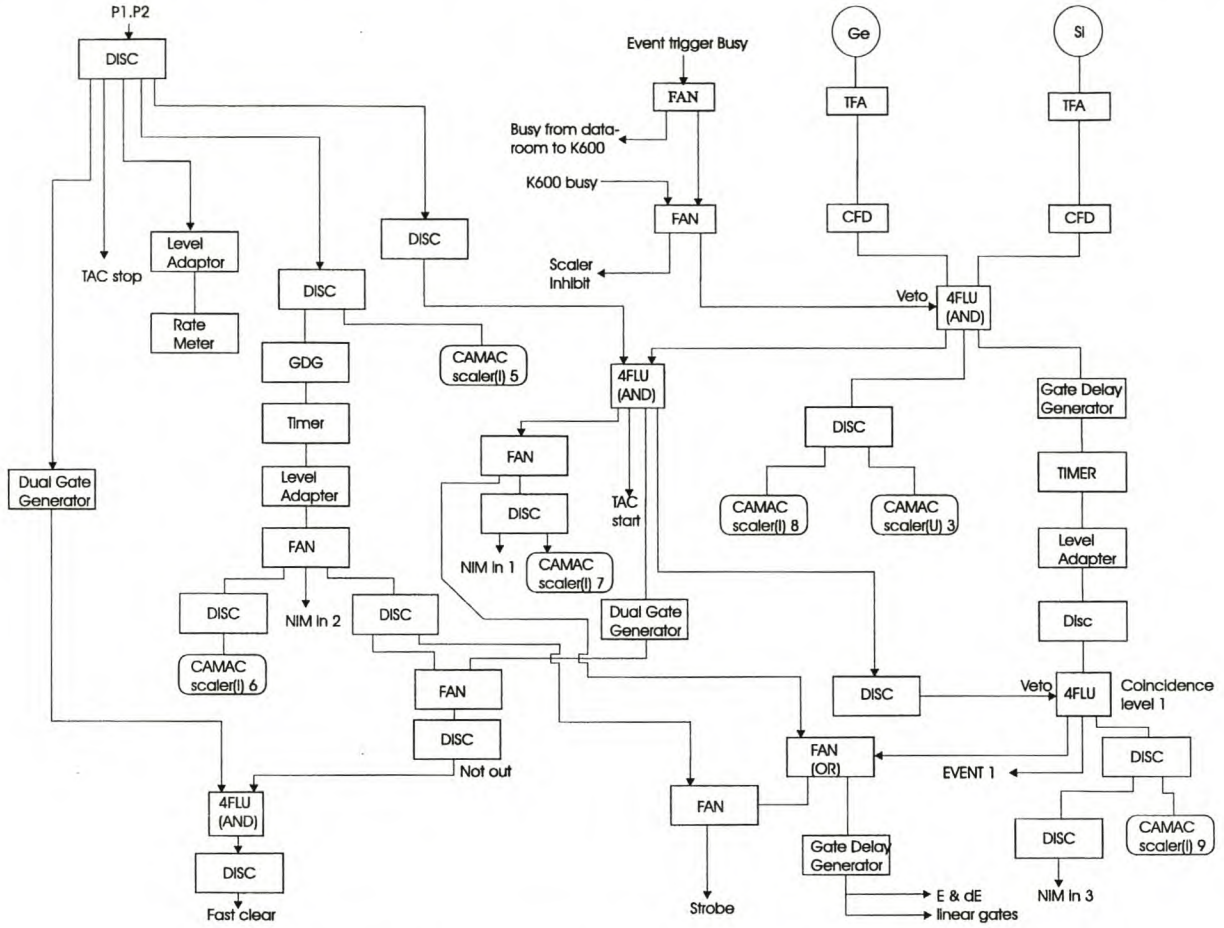 P1.P2
DISC
Event trigger Busy
FAN
Busy from data-
room to K600
K600 busy
FAN
Scaler
Inhibit
Ge
TFA
CFD
Si
TFA
CFD
Veto
4FLU
(AND)
TAC stop
Level
Adaptor
Rate
Meter
DISC
DISC
CAMAC
scaler(I) 5
GDG
Timer
Level
Adapter
FAN
DISC
NIM in 2
DISC
CAMAC
scaler(I) 6
Dual Gate
Generator
4FLU
(AND)
FAN
DISC
NIM in 1
CAMAC
scaler(I) 7
TAC
start
Dual Gate
Generator
DISC
CAMAC
scaler(I) 8
CAMAC
scaler(U) 3
Gate Delay
Generator
TIMER
Level
Adapter
Disc
FAN
DISC
Not out
DISC
Veto
4FLU
Coincidence
level 1
FAN
(OR)
EVENT 1
DISC
4FLU
(AND)
DISC
Fast clear
FAN
Strobe
Gate Delay
Generator
E & dE
linear gates
DISC
NIM in 3
CAMAC
scaler(I) 9